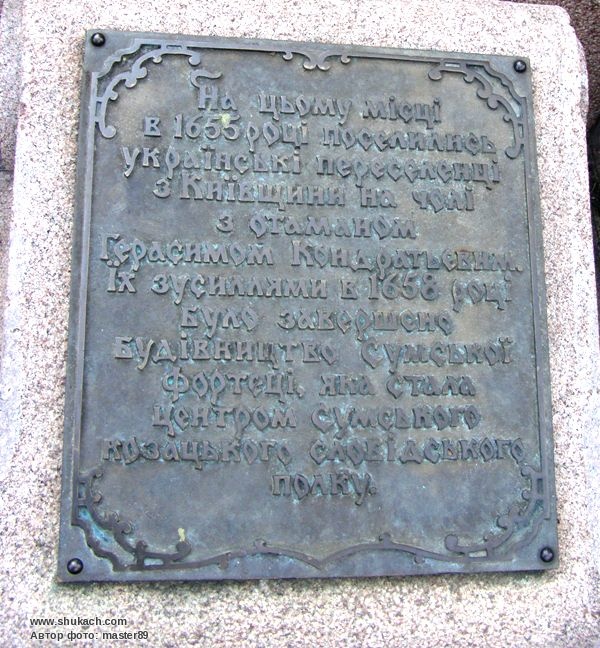 На цьому місці
в 1655 році поселились
українські переселенці
з Київщини на чолі
з отаманом
Герасимом Кондратьєвим.
Їх зусиллями в 1658 році
було завершено
будівництво Сумської
фортеці, яка стала
центром Сумського
козацького слобідського
полку.
www.shukach.com
Автор фото: master89